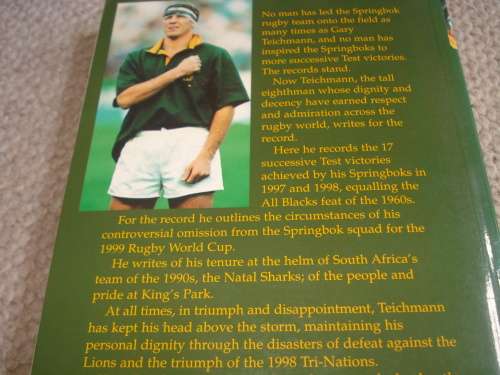 No man has led the Springbok
rugby team onto the field as
many times as Gary
Teichmann, and no man has
inspired the Springboks to
more successive Test victories.
The records stand.
Now Teichmann, the tall
eighthman whose dignity and
decency have earned respect
and admiration across the
rugby world, writes for the
record.
Here he records the 17
successive Test victories
achieved by his Springboks in
1997 and 1998, equalling the
All Blacks feat of the 1960s.
For the record he outlines the circumstances of his
controversial omission from the Springbok squad for the
1999 Rugby World Cup.
He writes of his tenure at the helm of South Africa's
team of the 1990s, the Natal Sharks; of the people and
pride at King's Park.
At all times, in triumph and disappointment, Teichmann
has kept his head above the storm, maintaining his
personal dignity through the disasters of defeat against the
Lions and the triumph of the 1998 Tri-Nations.